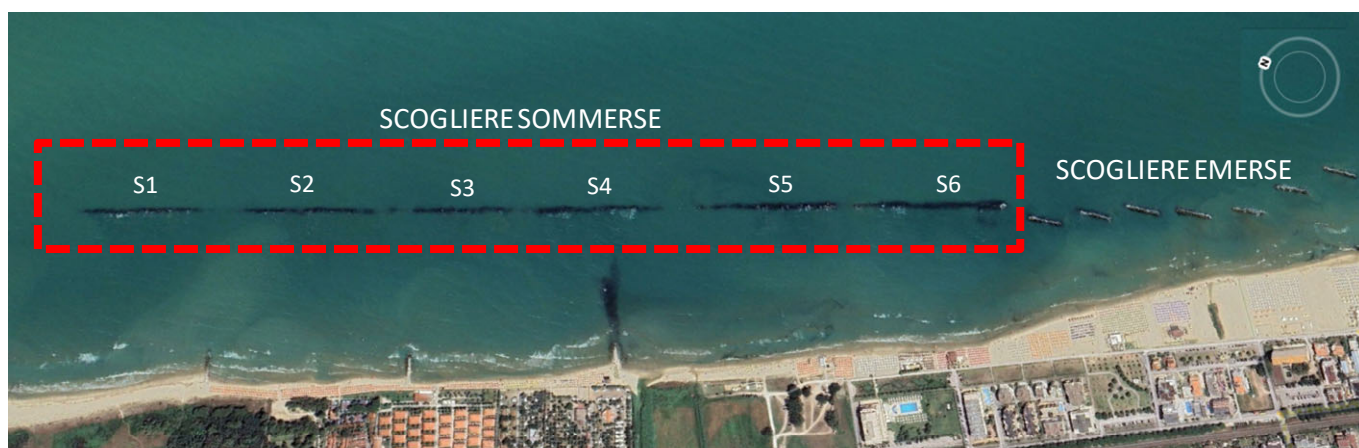 N
SCOGLIERE SOMMERSE
SCOGLIERE EMERSE
S1
S2
S3
S4
S5
S6